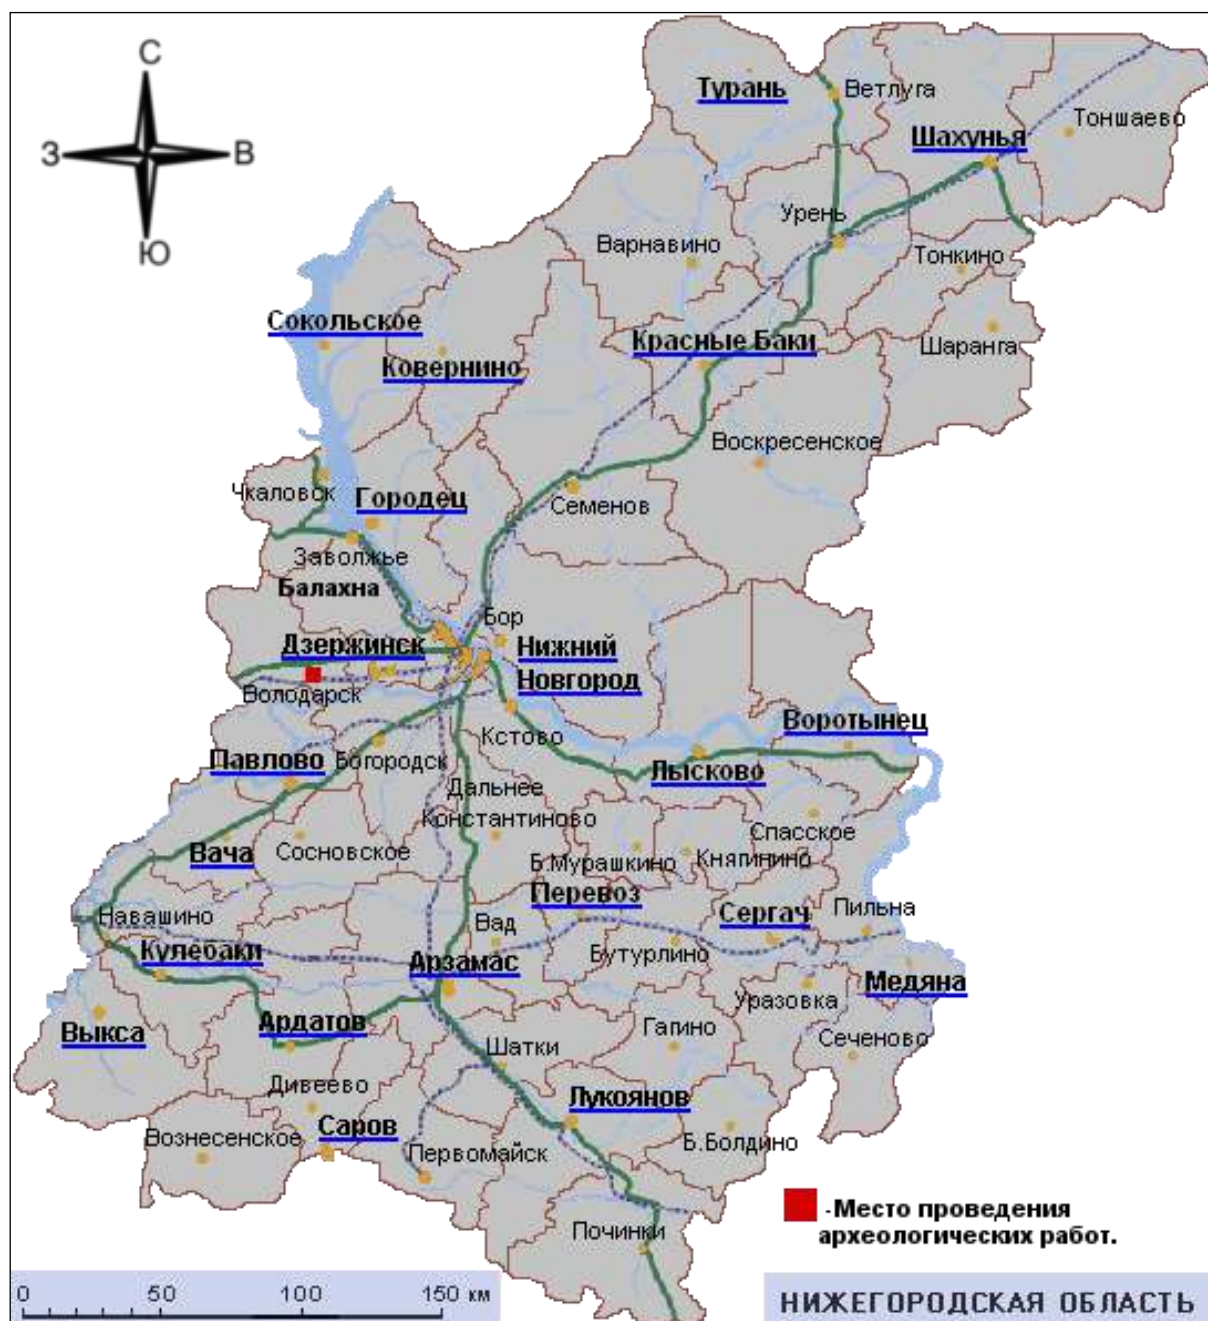 С
З
В
Ю
Турань
Ветлуга
Тоншаево
Шахунья
Урень
Варнавино
Тонкино
Сокольское
Красные Баки
Шаранга
Ковернино
Воскресенское
Чкаловск
Городец
Семенов
Заволжье
Балахна
Бор
Дзержинск
Нижний
Новгород
Володарск
Воротынец
Кстово
Павлово
Богородск
Лысково
Дальнее
Константиново
Спасское
Вача
Сосновское
Б.Мурашкино
Княгинино
Перевоз
Навашино
Вад
Сергач
Пильна
Кулебаки
Бутурлино
Арзамас
Медяна
Уразовка
Выкса
Ардатов
Гагино
Сеченово
Шатки
Дивеево
Лукоянов
Вознесенское
Саров
Первомайск
Б.Болдино
Починки
-Место проведения
археологических работ.
0 50 100 150 км
НИЖЕГОРОДСКАЯ ОБЛАСТЬ